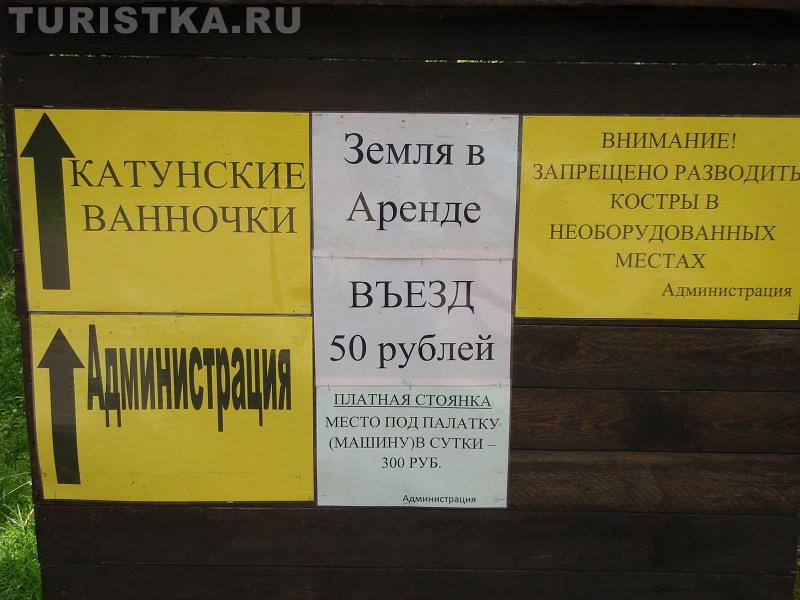 TURISTKA.RU
КАТУНСКИЕ
ВАННОЧКИ
Администрация
Земля в
Аренде
ВЪЕЗД
50 рублей
ПЛАТНАЯ СТОЯНКА
МЕСТО ПОД ПАЛАТКУ
(МАШИНУ)В СУТКИ –
300 РУБ.
Администрация
ВНИМАНИЕ!
ЗАПРЕЩЕНО РАЗВОДИТЬ
КОСТРЫ В
НЕОБОРУДОВАННЫХ
МЕСТАХ
Администрация